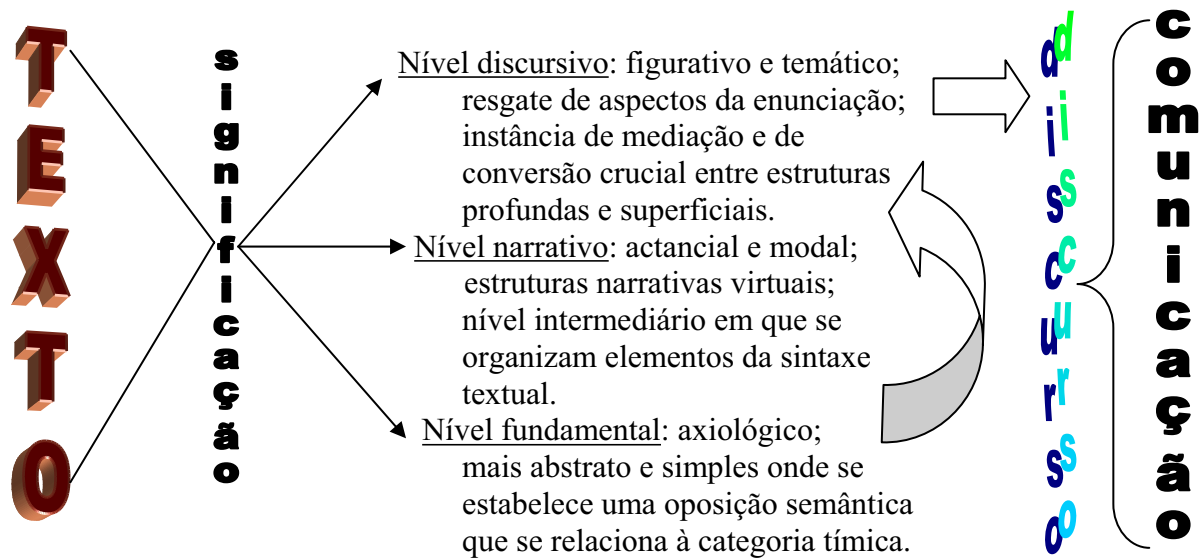 TEXTO
significação
Nível discursivo: figurativo e temático;
resgate de aspectos da enunciação;
instância de mediação e de
conversão crucial entre estruturas
profundas e superficiais.
Nível narrativo: actancial e modal;
estruturas narrativas virtuais;
nível intermediário em que se
organizam elementos da sintaxe
textual.
Nível fundamental: axiológico;
mais abstrato e simples onde se
estabelece uma oposição semântica
que se relaciona à categoria tímica.
discurso
discurso
comunicação